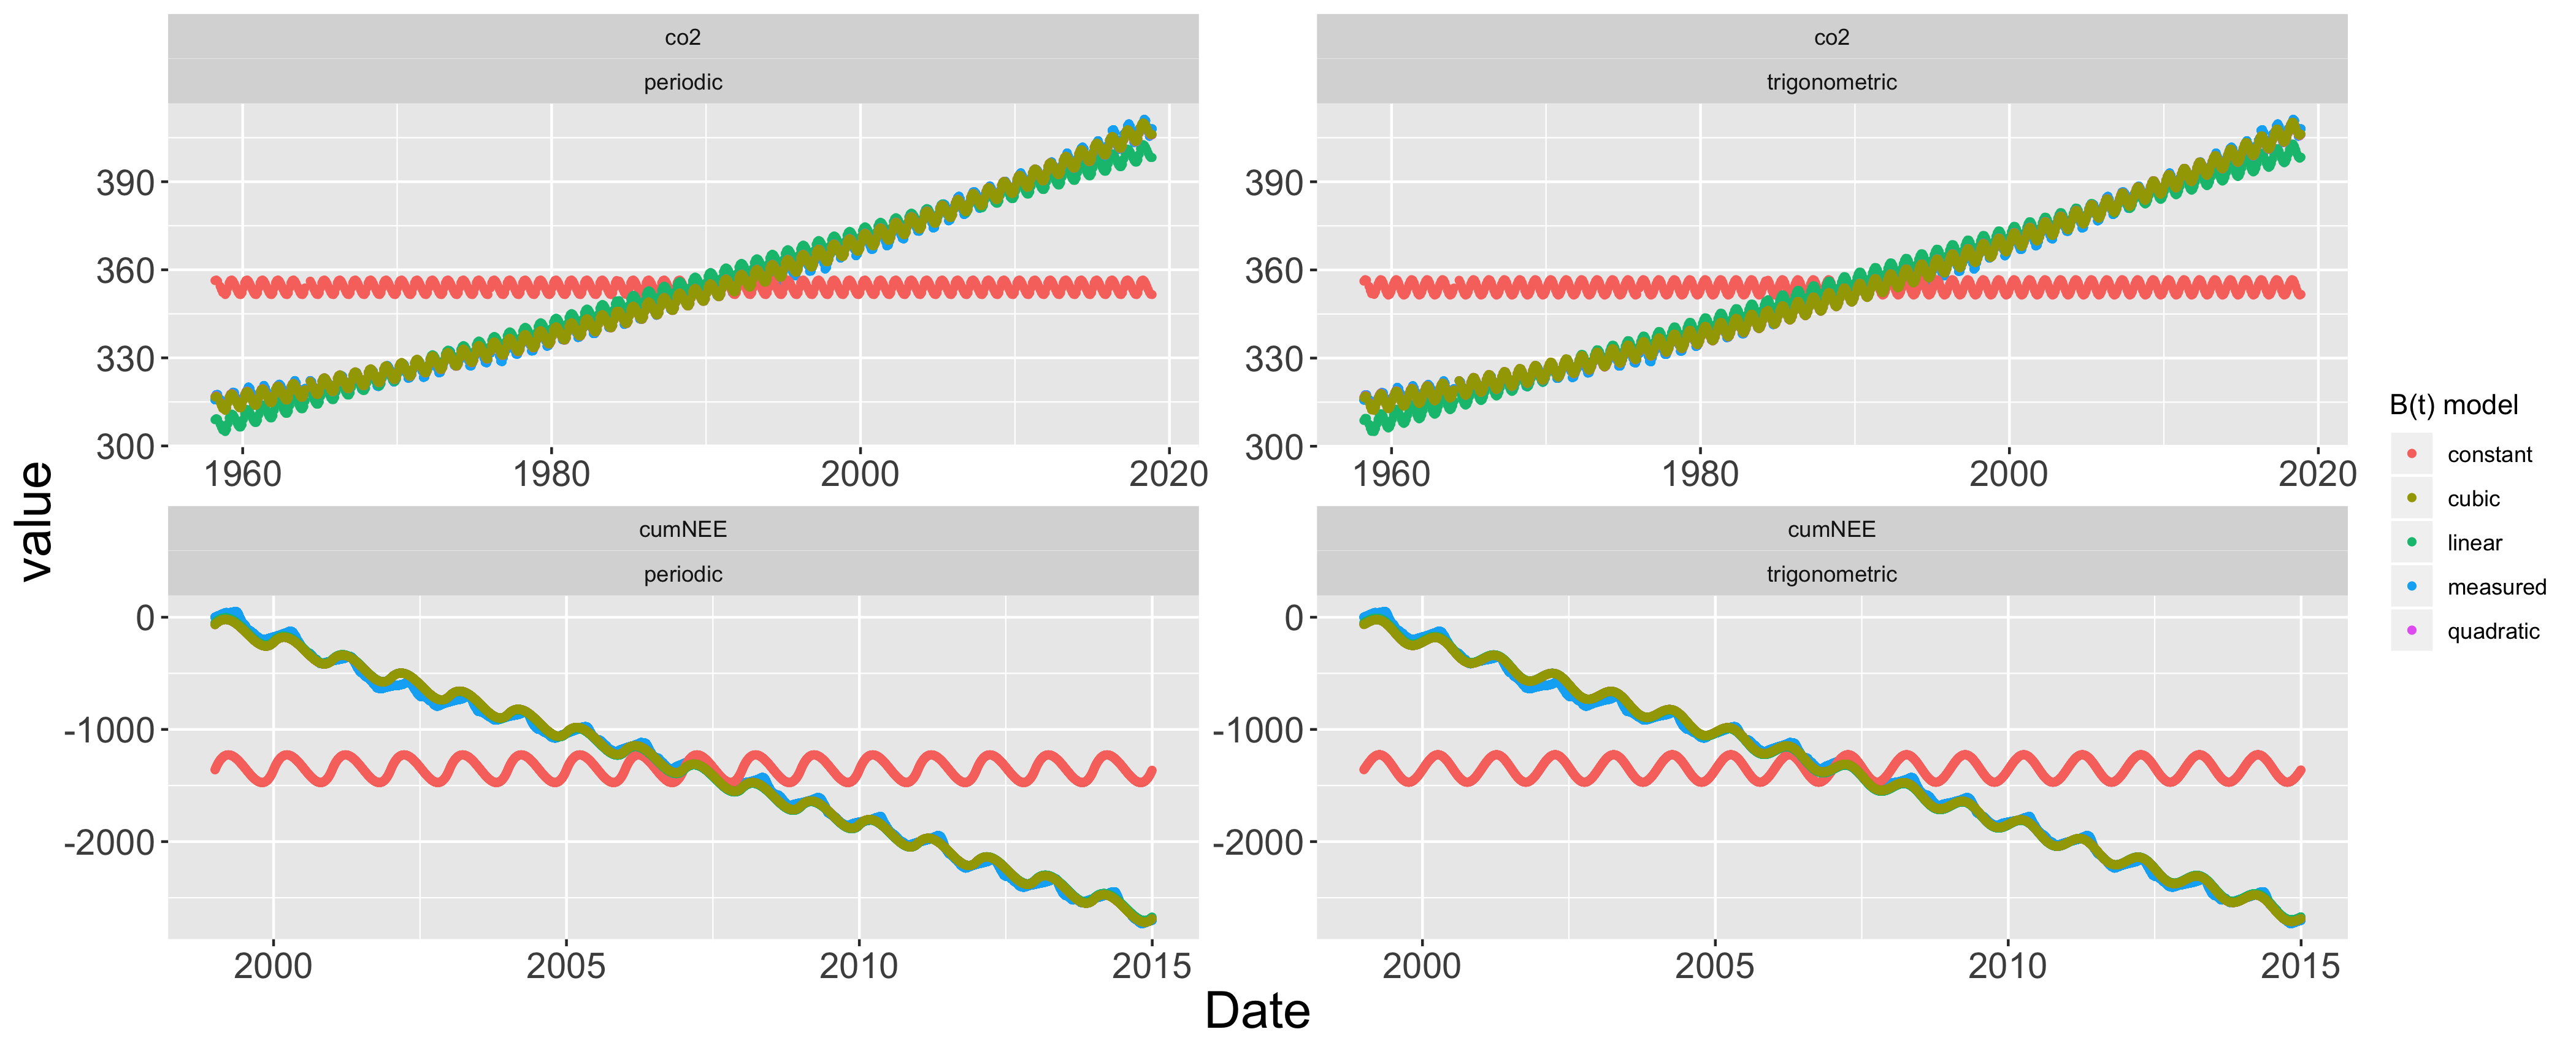 co2
periodic
390
360
330
300
1960
1980
2000
2020
co2
trigonometric
390
360
330
300
1960
1980
2000
2020
value
cumNEE
periodic
0
-1000
-2000
2000
2005
2010
2015
cumNEE
trigonometric
0
-1000
-2000
2000
2005
2010
2015
Date
B(t) model
constant
cubic
linear
measured
quadratic